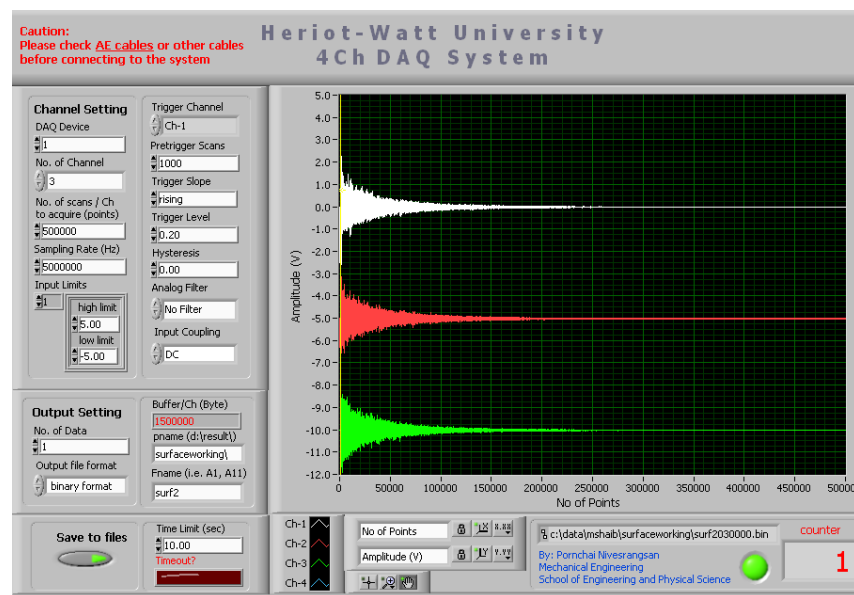 Caution:
Please check AE cables or other cables
before connecting to the system
Heriot-Watt University
4Ch DAQ System
Channel Setting
DAQ Device
1
No. of Channel
3
No. of scans / Ch
to acquire (points)
500000
Sampling Rate (Hz)
5000000
Input Limits
1
high limit
5.00
low limit
-5.00
Trigger Channel
Ch-1
Pretrigger Scans
1000
Trigger Slope
rising
Trigger Level
0.20
Hysteresis
0.00
Analog Filter
No Filter
Input Coupling
DC
Output Setting
No. of Data
1
Output file format
binary format
Buffer/Ch (Byte)
1500000
pname (d:\result\)
surfaceworking\
Fname (i.e. A1, A11)
surf2
Save to files
Time Limit (sec)
10.00
Timeout?
Amplitude (V)
5.0
4.0
3.0
2.0
1.0
0.0
-1.0
-2.0
-3.0
-4.0
-5.0
-6.0
-7.0
-8.0
-9.0
-10.0
-11.0
-12.0
0 50000 100000 150000 200000 250000 300000 350000 400000 450000 50000
No of Points
Ch-1
Ch-2
Ch-3
Ch-4
No of Points
X X.XX
Amplitude (V)
Y Y.YY
c:\data\mshaib\surfaceworking\surf2030000.bin
By: Pornchai Nivesrangsan
Mechanical Engineering
School of Engineering and Physical Science
counter
1